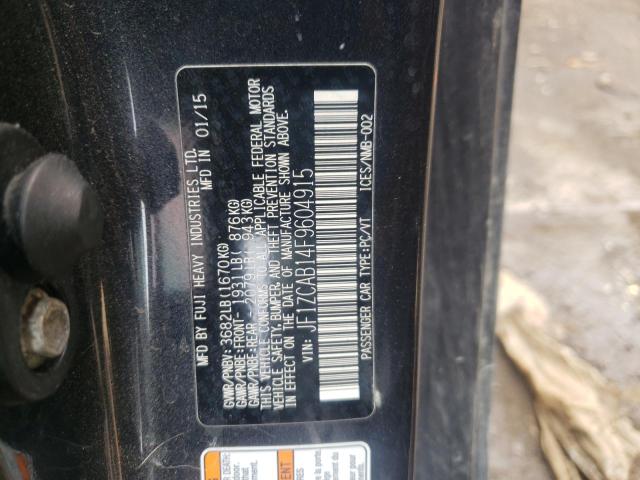 MFD BY FUJI HEAVY INDUSTRIES LTD.
MFD IN 01/15
GVWR/PNBV: 3682LB(1670KG)
GAWR/PNBE:FRONT- 1931LB( 876KG)
GAWR/PNBE:REAR - 2079LB( 943KG)
THIS VEHICLE CONFORMS TO ALL APPLICABLE FEDERAL MOTOR
VEHICLE SAFETY, BUMPER, AND THEFT PREVENTION STANDARDS
IN EFFECT ON THE DATE OF MANUFACTURE SHOWN ABOVE.
VIN: JF1ZCAB14F9604915
PASSENGER CAR TYPE:PC/VT ICES/NMB-002
R DEATH: